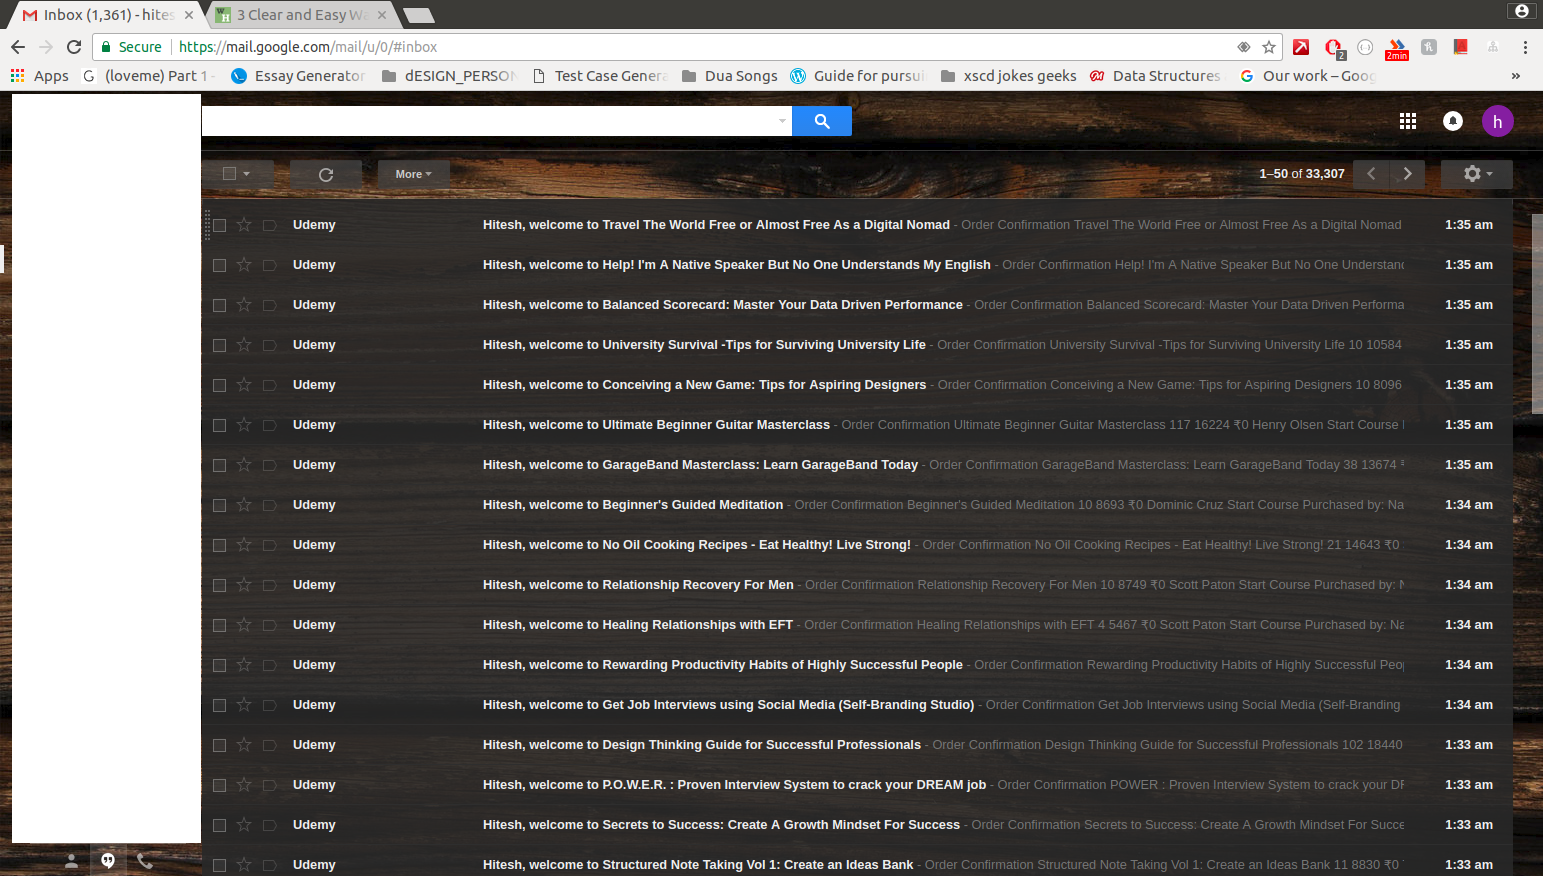 Inbox (1,361) - hites
3 Clear and Easy Wa
Secure https://mail.google.com/mail/u/0/#inbox
2 2min
Apps (loveme) Part 1 - Essay Generator dESIGN_PERSON Test Case Genera Dua Songs Guide for pursui xscd jokes geeks Data Structures Our work – Goog »
h
More 1–50 of 33,307
Udemy Hitesh, welcome to Travel The World Free or Almost Free As a Digital Nomad - Order Confirmation Travel The World Free or Almost Free As a Digital Nomad 1:35 am
Udemy Hitesh, welcome to Help! I'm A Native Speaker But No One Understands My English - Order Confirmation Help! I'm A Native Speaker But No One Understand 1:35 am
Udemy Hitesh, welcome to Balanced Scorecard: Master Your Data Driven Performance - Order Confirmation Balanced Scorecard: Master Your Data Driven Performa 1:35 am
Udemy Hitesh, welcome to University Survival -Tips for Surviving University Life - Order Confirmation University Survival -Tips for Surviving University Life 10 10584 1:35 am
Udemy Hitesh, welcome to Conceiving a New Game: Tips for Aspiring Designers - Order Confirmation Conceiving a New Game: Tips for Aspiring Designers 10 8096 1:35 am
Udemy Hitesh, welcome to Ultimate Beginner Guitar Masterclass - Order Confirmation Ultimate Beginner Guitar Masterclass 117 16224 ₹0 Henry Olsen Start Course 1:35 am
Udemy Hitesh, welcome to GarageBand Masterclass: Learn GarageBand Today - Order Confirmation GarageBand Masterclass: Learn GarageBand Today 38 13674 1:35 am
Udemy Hitesh, welcome to Beginner's Guided Meditation - Order Confirmation Beginner's Guided Meditation 10 8693 ₹0 Dominic Cruz Start Course Purchased by: Na 1:34 am
Udemy Hitesh, welcome to No Oil Cooking Recipes - Eat Healthy! Live Strong! - Order Confirmation No Oil Cooking Recipes - Eat Healthy! Live Strong! 21 14643 ₹0 1:34 am
Udemy Hitesh, welcome to Relationship Recovery For Men - Order Confirmation Relationship Recovery For Men 10 8749 ₹0 Scott Paton Start Course Purchased by: N 1:34 am
Udemy Hitesh, welcome to Healing Relationships with EFT - Order Confirmation Healing Relationships with EFT 4 5467 ₹0 Scott Paton Start Course Purchased by: Na 1:34 am
Udemy Hitesh, welcome to Rewarding Productivity Habits of Highly Successful People - Order Confirmation Rewarding Productivity Habits of Highly Successful Peop 1:34 am
Udemy Hitesh, welcome to Get Job Interviews using Social Media (Self-Branding Studio) - Order Confirmation Get Job Interviews using Social Media (Self-Branding 1:34 am
Udemy Hitesh, welcome to Design Thinking Guide for Successful Professionals - Order Confirmation Design Thinking Guide for Successful Professionals 102 18440 1:33 am
Udemy Hitesh, welcome to P.O.W.E.R. : Proven Interview System to crack your DREAM job - Order Confirmation POWER : Proven Interview System to crack your DR 1:33 am
Udemy Hitesh, welcome to Secrets to Success: Create A Growth Mindset For Success - Order Confirmation Secrets to Success: Create A Growth Mindset For Succe 1:33 am
Udemy Hitesh, welcome to Structured Note Taking Vol 1: Create an Ideas Bank - Order Confirmation Structured Note Taking Vol 1: Create an Ideas Bank 11 8830 ₹0 1:33 am